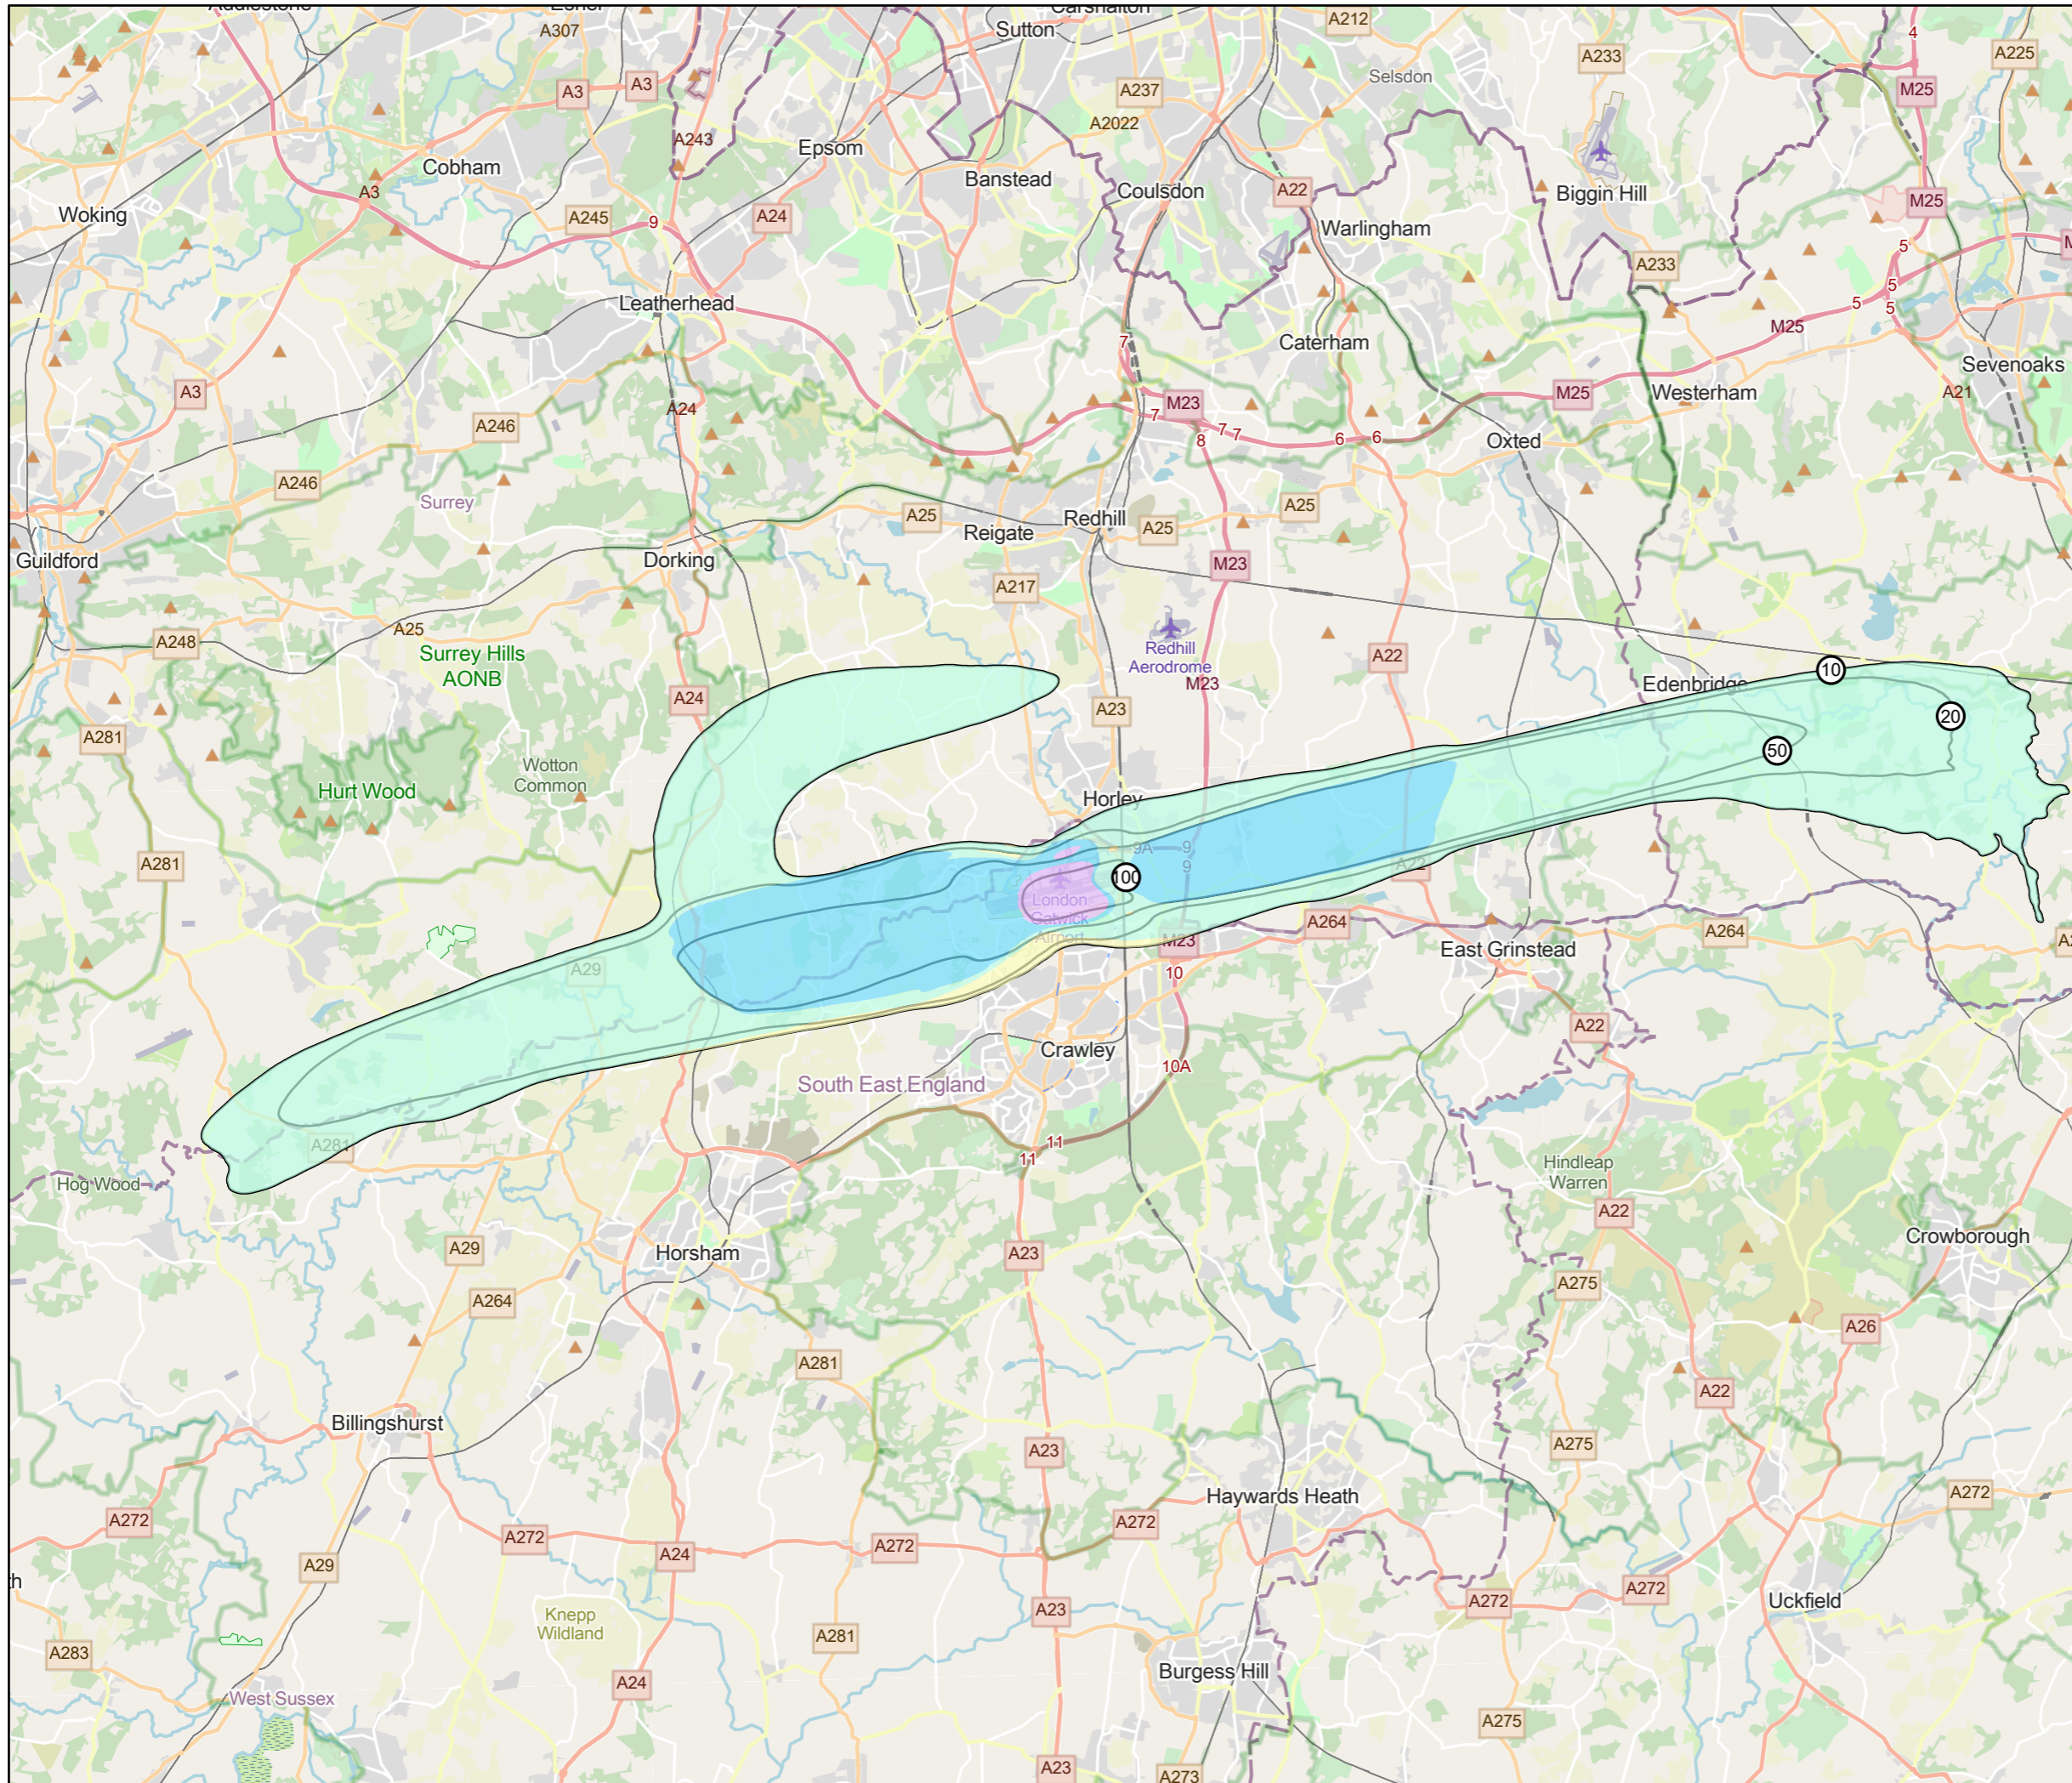 Sutton
A212
A307
A233
4
A225
Selsdon
A3
A3
A237
M25
A2022
A243
Epsom
Cobham
Banstead
Coulsdon
A22
Biggin Hill
A3
Woking
A245
9
A24
M25
Warlingham
5
A233
5
5
5
M25
Leatherhead
7
Caterham
Sevenoaks
A3
A24
M23
M25
Westerham
A21
7
7
7
8
6
6
Oxted
A246
A246
Surrey
A25
A25
A25
Redhill
Reigate
Guildford
Dorking
M23
A217
A25
A248
Redhill
Aerodrome
A22
Surrey Hills
AONB
M23
Edenbridge
10
A24
A23
20
A281
50
Wotton
Common
Hurt Wood
Horley
9A
9
9
A281
A22
100
London
Gatwick
Airport
A264
A264
M23
East Grinstead
A29
10
A22
Crawley
10A
South East England
11
11
A281
Hog Wood
Hindleap
Warren
A22
Crowborough
A29
Horsham
A23
A275
A264
A26
A281
A22
Billingshurst
A23
A275
A272
Haywards Heath
A272
A272
A272
A272
A24
A29
th
A272
A272
Uckfield
A23
Knepp
Wildland
A281
A283
Burgess Hill
A24
West Sussex
A275
A23
A273